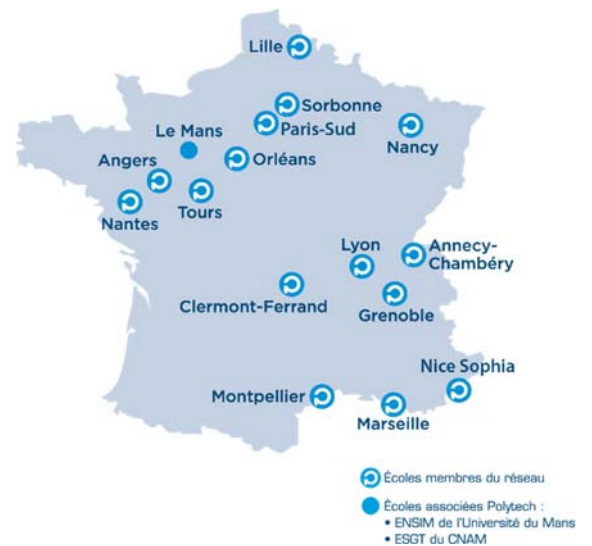 Lille
Sorbonne
Paris-Sud
Nancy
Le Mans
Orléans
Angers
Tours
Nantes
Lyon
Annecy-
Chambéry
Clermont-Ferrand
Grenoble
Nice Sophia
Montpellier
Marseille
Écoles membres du réseau
Écoles associées Polytech :
• ENSIM de l'Université du Mans
• ESGT du CNAM